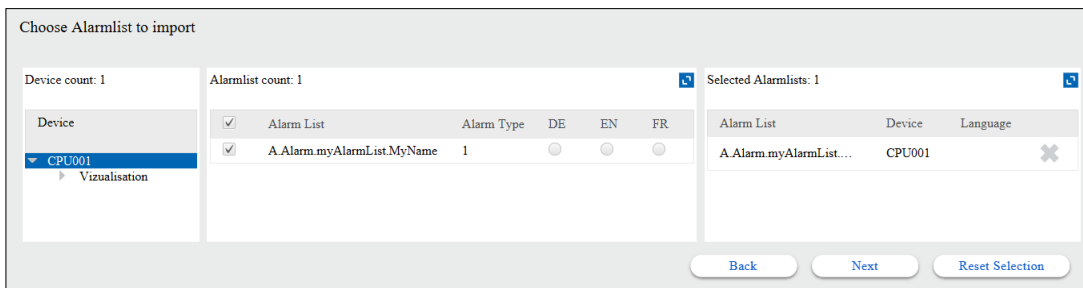 Choose Alarmlist to import
Device count: 1
Alarmlist count: 1
Selected Alarmlists: 1
Device
Alarm List Alarm Type DE EN FR
Alarm List Device Language
CPU001
A.Alarm.myAlarmList.MyName 1
A.Alarm.myAlarmList.... CPU001
Vizualisation
Back
Next
Reset Selection